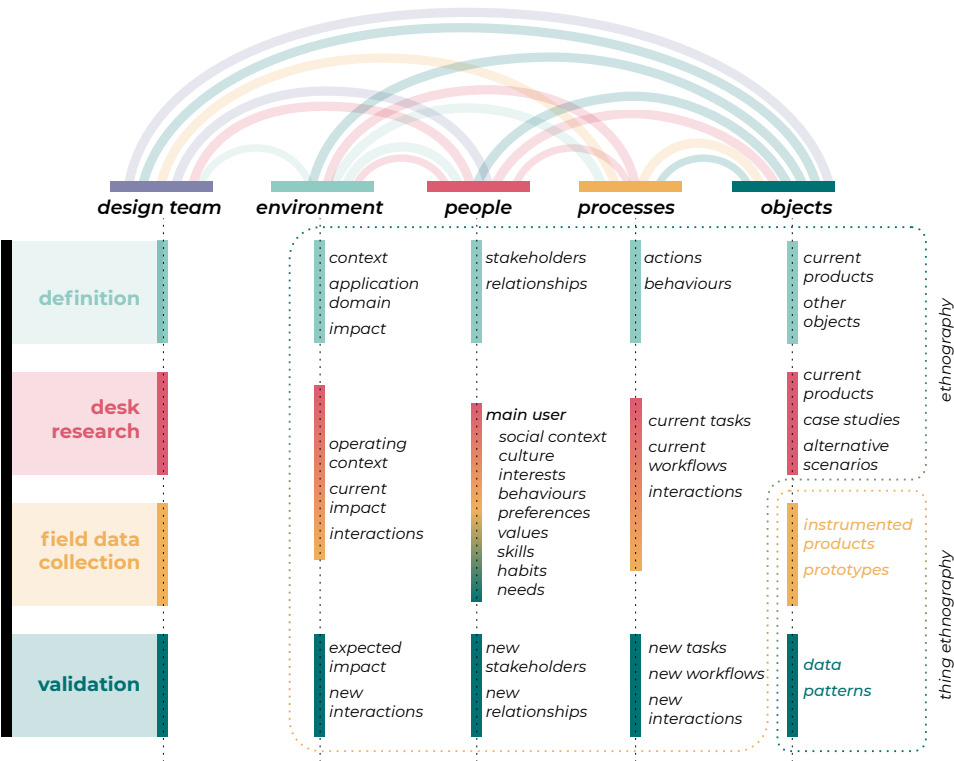 design team
environment
people
processes
objects
definition
context
application
domain
impact
stakeholders
relationships
actions
behaviours
current
products
other
objects
desk
research
operating
context
current
impact
interactions
main user
social context
culture
interests
behaviours
preferences
values
skills
habits
needs
current tasks
current
workflows
interactions
current
products
case studies
alternative
scenarios
field data
collection
instrumented
products
prototypes
validation
expected
impact
new
interactions
new
stakeholders
new
relationships
new tasks
new workflows
new
interactions
data
patterns
ethnography
thing ethnography